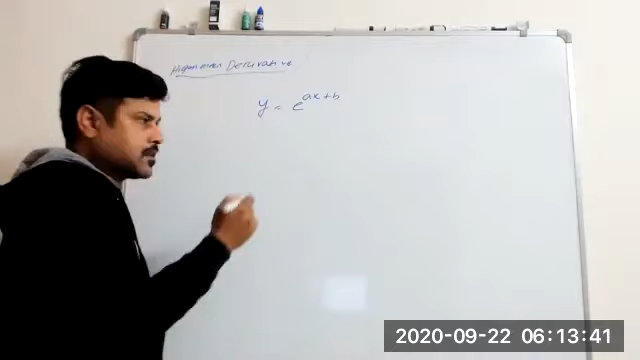 Higher order Derivative
y = e^{ax+b}
2020-09-22 06:13:41